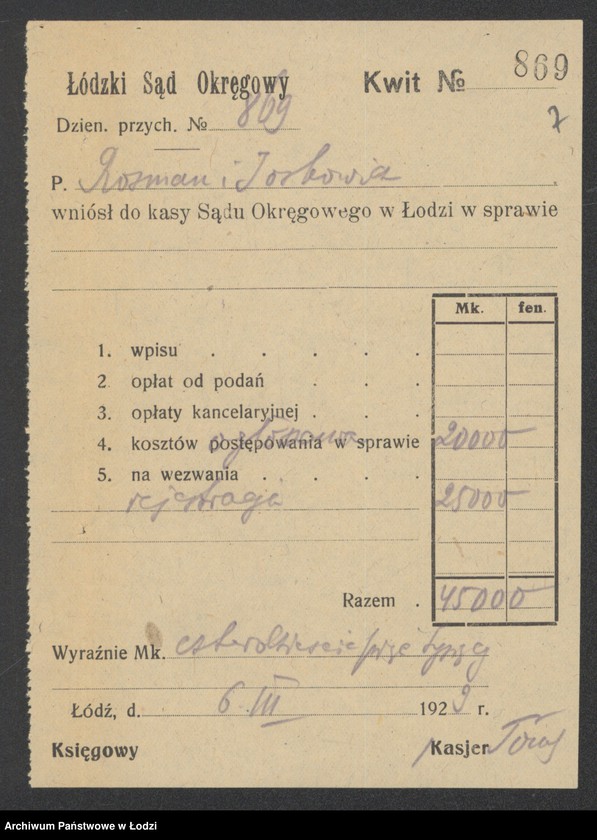 Łódzki Sąd Okręgowy Kwit № 869
Dzien. przych. № 869
7
P. Rosman i Joskowicz
wniósł do kasy Sądu Okręgowego w Łodzi w sprawie
Mk. fen.
1. wpisu . . . . .
2. opłat od podań . . .
3. opłaty kancelaryjnej . . .
ogłoszenia
4. kosztów postępowania w sprawie 20000
5. na wezwania . . . .
rejestracja 25000
Razem . 45000
Wyraźnie Mk. czterdzieści pięć tysięcy
Łódź, d. 6 III 1923 r.
Księgowy Kasjer
Archiwum Państwowe w Łodzi